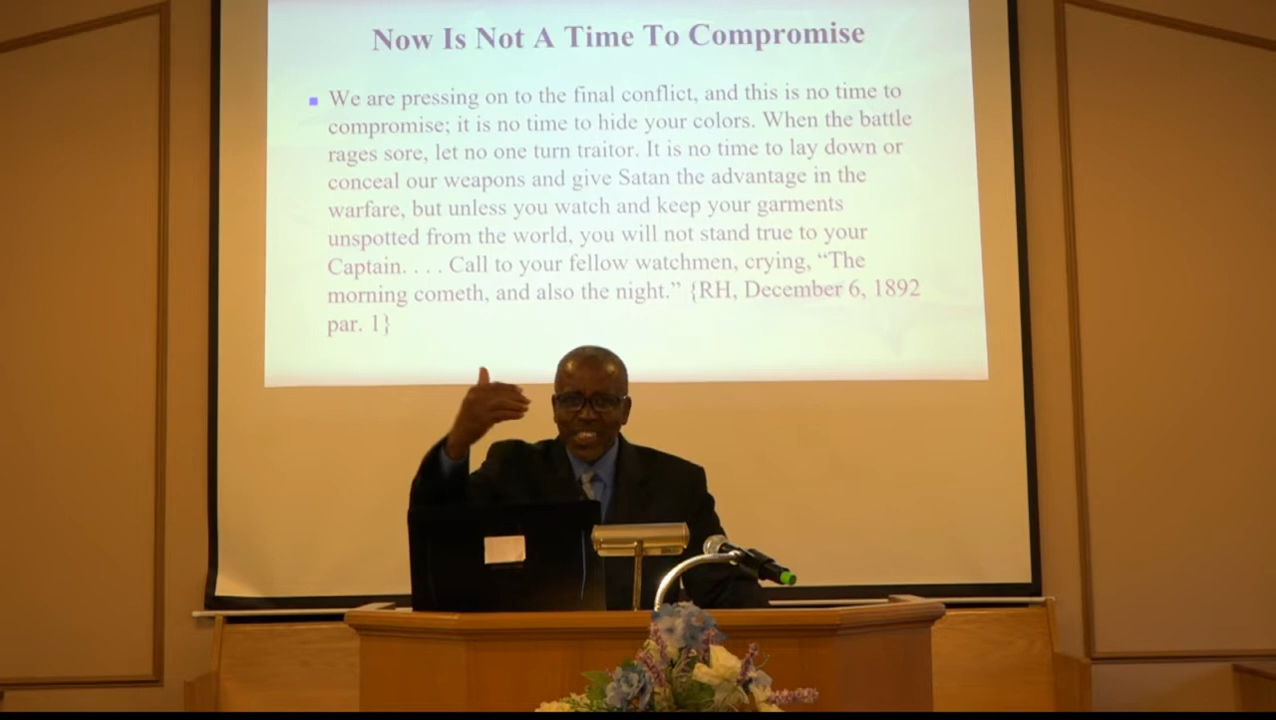 Now Is Not A Time To Compromise
We are pressing on to the final conflict, and this is no time to
compromise; it is no time to hide your colors. When the battle
rages sore, let no one turn traitor. It is no time to lay down or
conceal our weapons and give Satan the advantage in the
warfare, but unless you watch and keep your garments
unspotted from the world, you will not stand true to your
Captain. . . . Call to your fellow watchmen, crying, “The
morning cometh, and also the night.” {RH, December 6, 1892
par. 1}